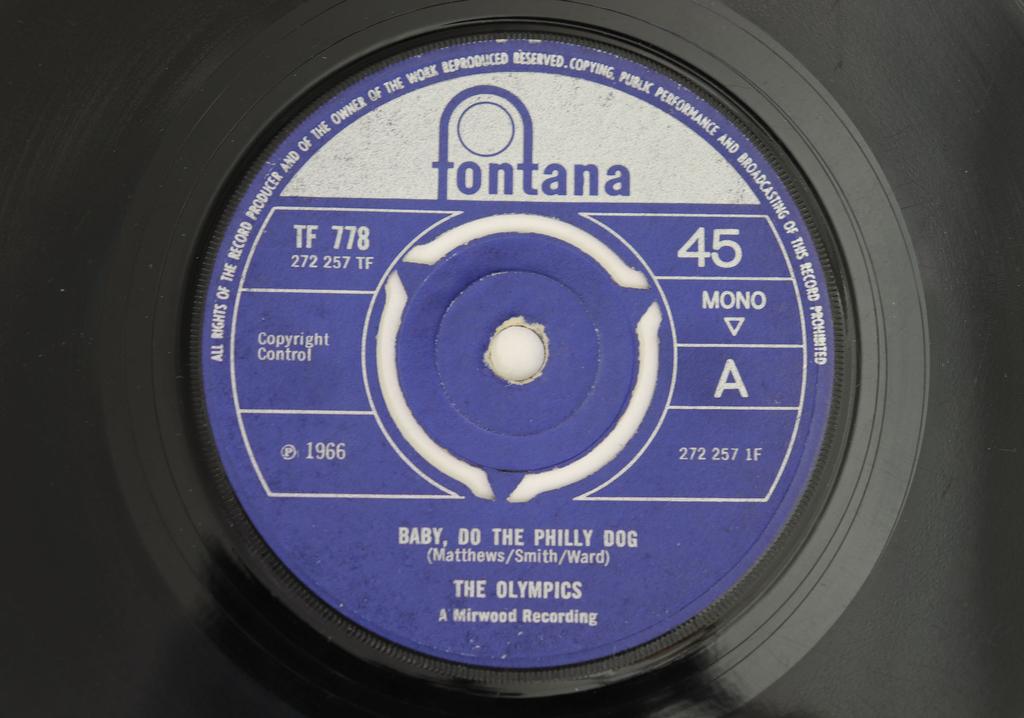 ALL RIGHTS OF THE RECORD PRODUCER AND OF THE OWNER OF THE WORK REPRODUCED RESERVED. COPYING, PUBLIC PERFORMANCE AND BROADCASTING OF THIS RECORD PROHIBITED
fontana
TF 778
272 257 TF
45
MONO
A
Copyright
Control
℗ 1966
272 257 1F
BABY, DO THE PHILLY DOG
(Matthews/Smith/Ward)
THE OLYMPICS
A Mirwood Recording